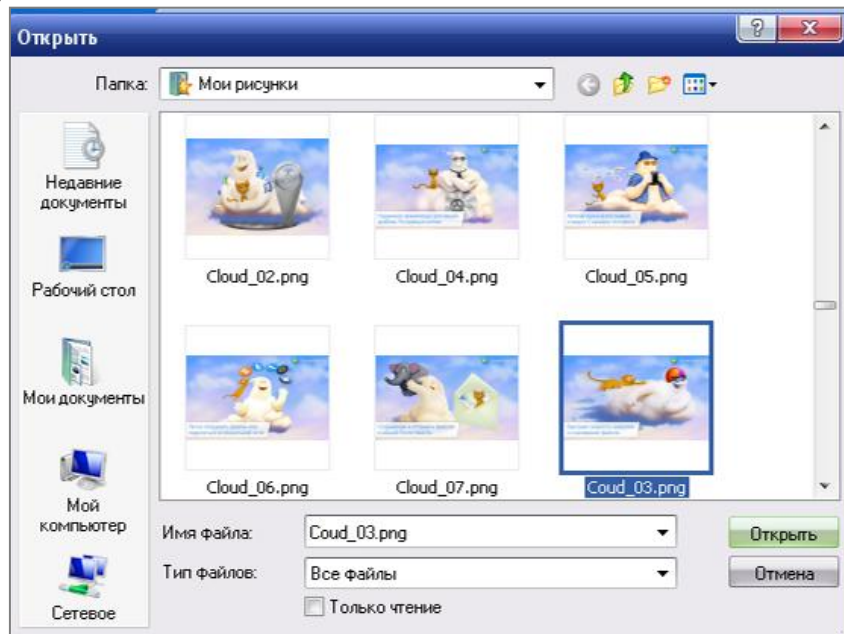 Открыть
Папка:
Мои рисунки
Недавние
документы
Рабочий стол
Мои документы
Мой
компьютер
Сетевое
Cloud_02.png
Cloud_04.png
Cloud_05.png
Cloud_06.png
Cloud_07.png
Coud_03.png
Имя файла:
Coud_03.png
Открыть
Тип файлов:
Все файлы
Отмена
Только чтение